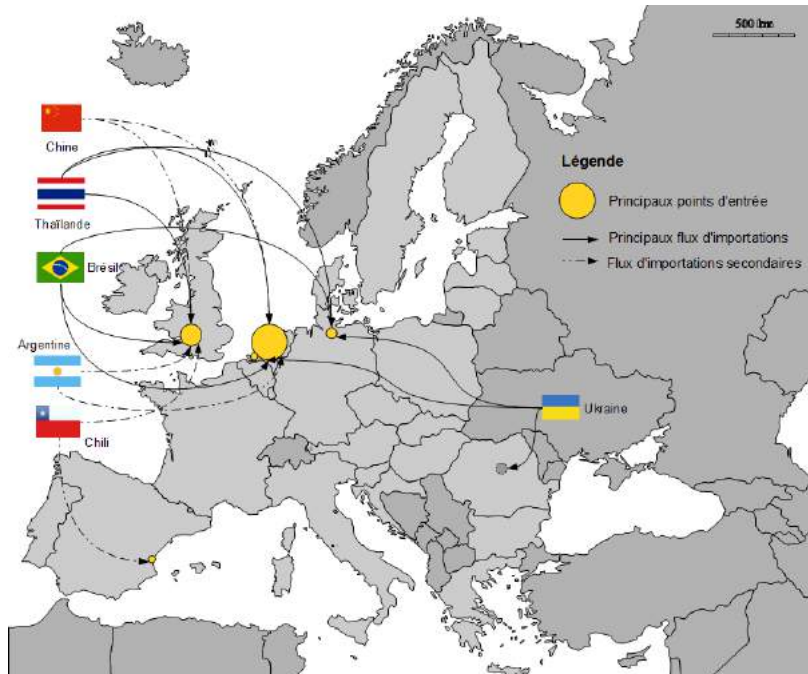 500 km
Chine
Légende
Principaux points d'entrée
Thaïlande
Principaux flux d'importations
Brésil
Flux d'importations secondaires
Argentine
Ukraine
Chili